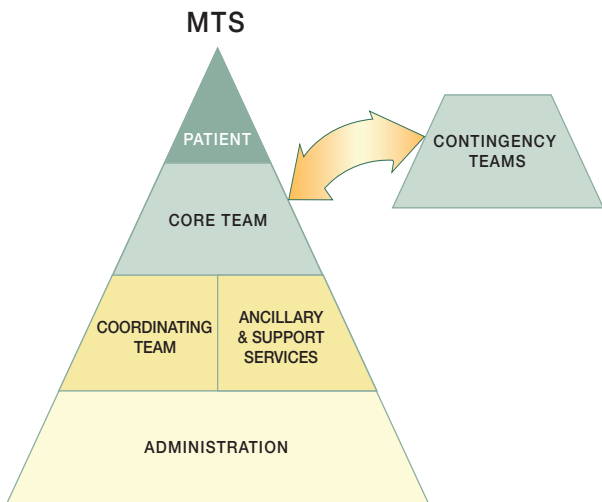 MTS
PATIENT
CONTINGENCY
TEAMS
CORE TEAM
COORDINATING
TEAM
ANCILLARY
& SUPPORT
SERVICES
ADMINISTRATION